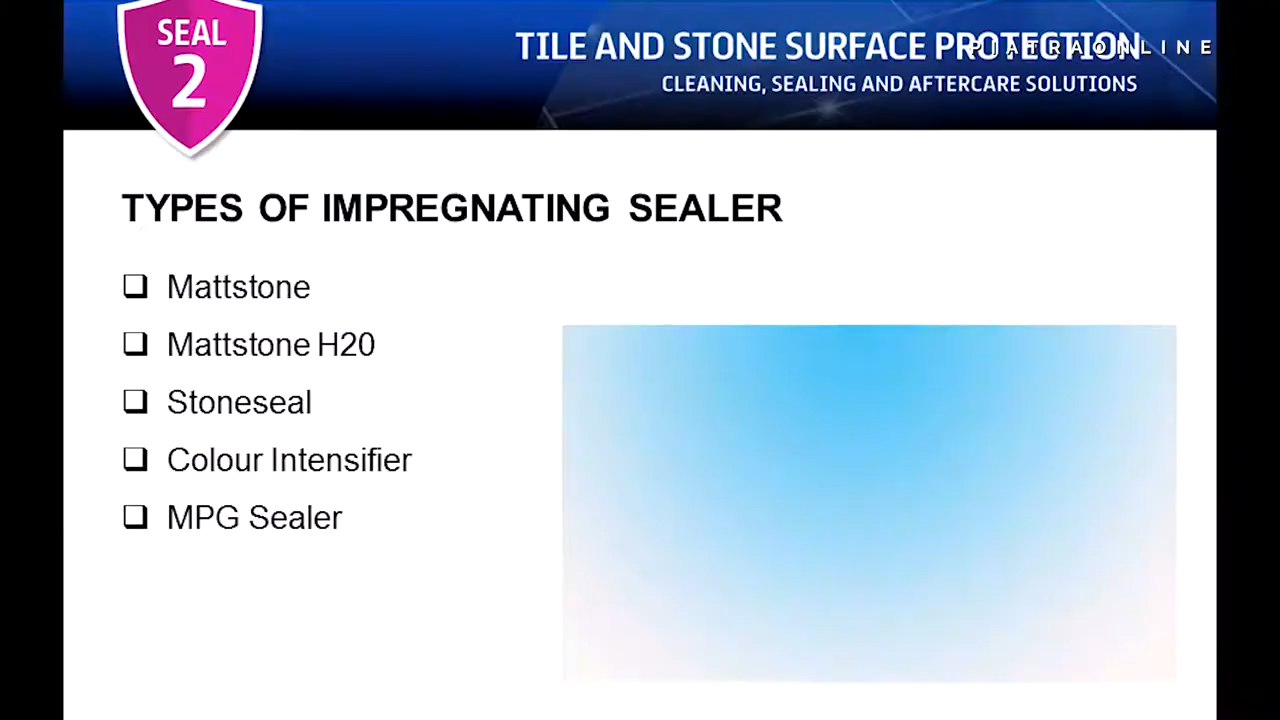 SEAL
2
TILE AND STONE SURFACE PROTECTION
PIATRAONLINE
CLEANING, SEALING AND AFTERCARE SOLUTIONS
TYPES OF IMPREGNATING SEALER
Mattstone
Mattstone H20
Stoneseal
Colour Intensifier
MPG Sealer